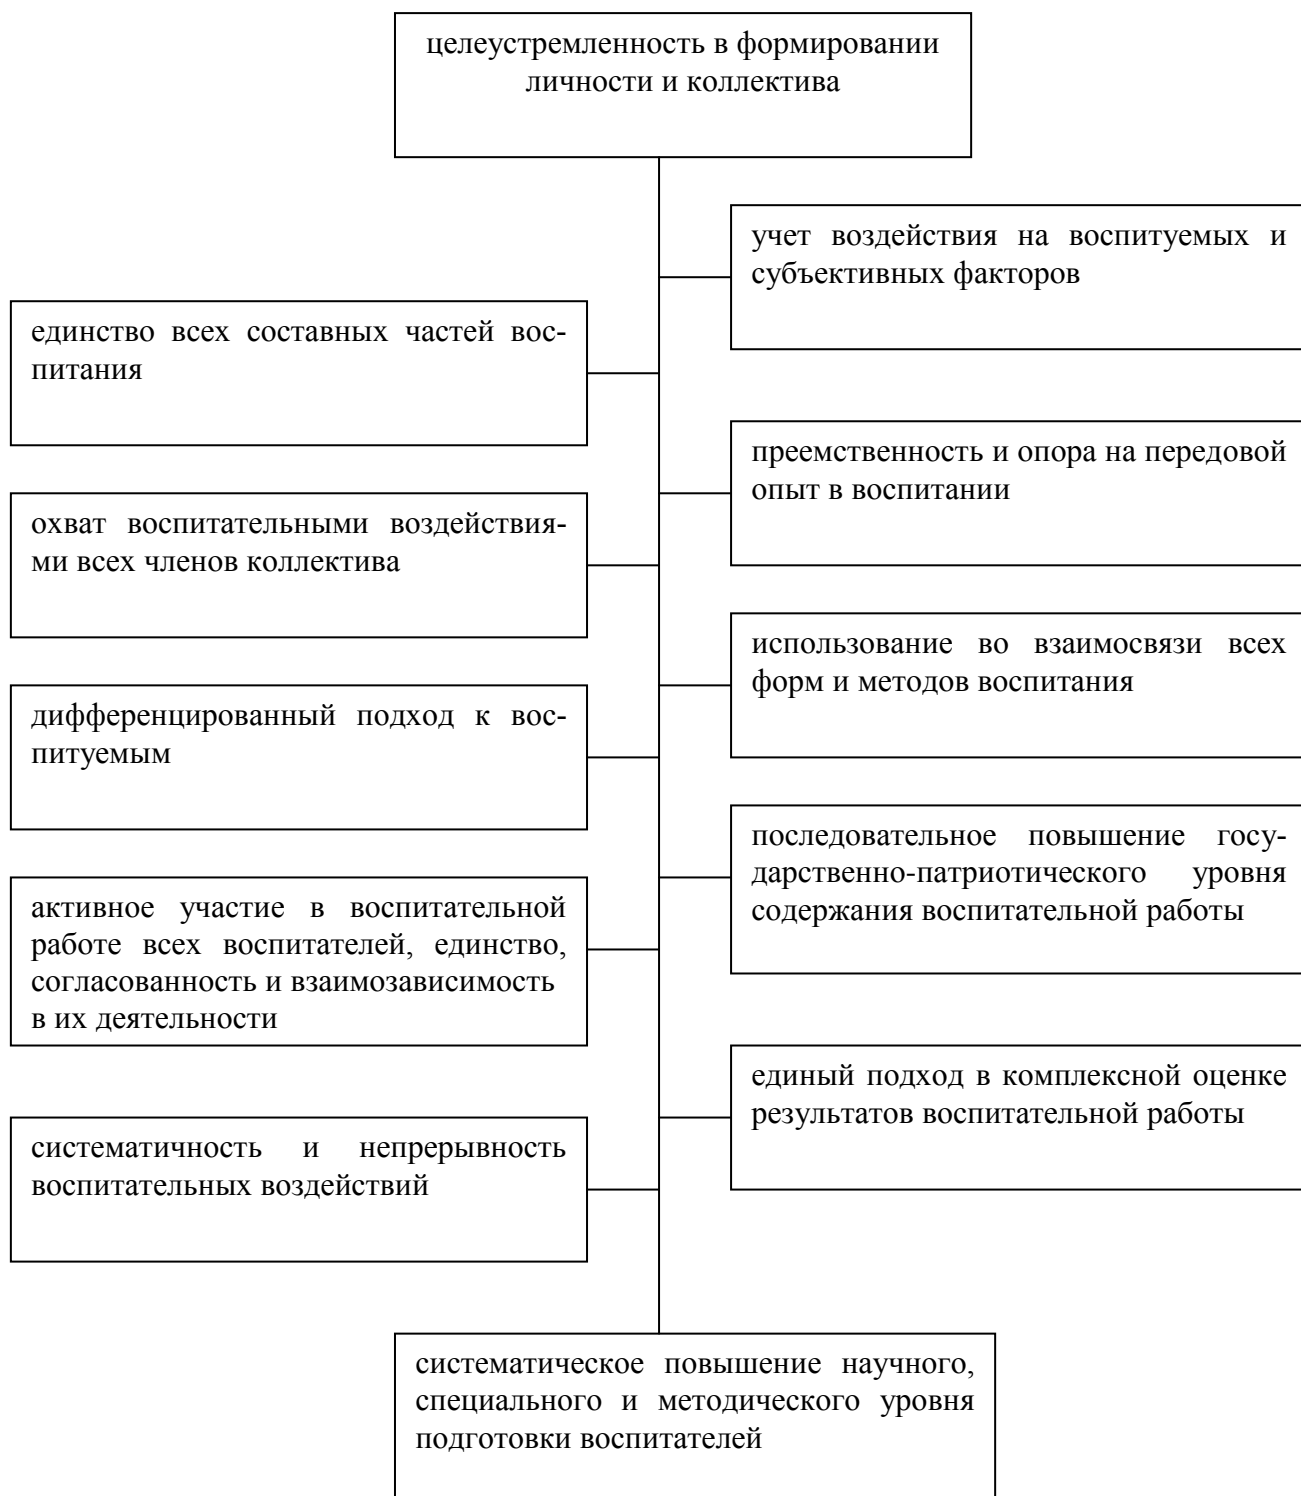 целеустремленность в формировании
личности и коллектива
учет воздействия на воспитуемых и
субъективных факторов
единство всех составных частей вос-
питания
преемственность и опора на передовой
опыт в воспитании
охват воспитательными воздействия-
ми всех членов коллектива
использование во взаимосвязи всех
форм и методов воспитания
дифференцированный подход к вос-
питуемым
последовательное повышение госу-
дарственно-патриотического уровня
содержания воспитательной работы
активное участие в воспитательной
работе всех воспитателей, единство,
согласованность и взаимозависимость
в их деятельности
единый подход в комплексной оценке
результатов воспитательной работы
систематичность и непрерывность
воспитательных воздействий
систематическое повышение научного,
специального и методического уровня
подготовки воспитателей